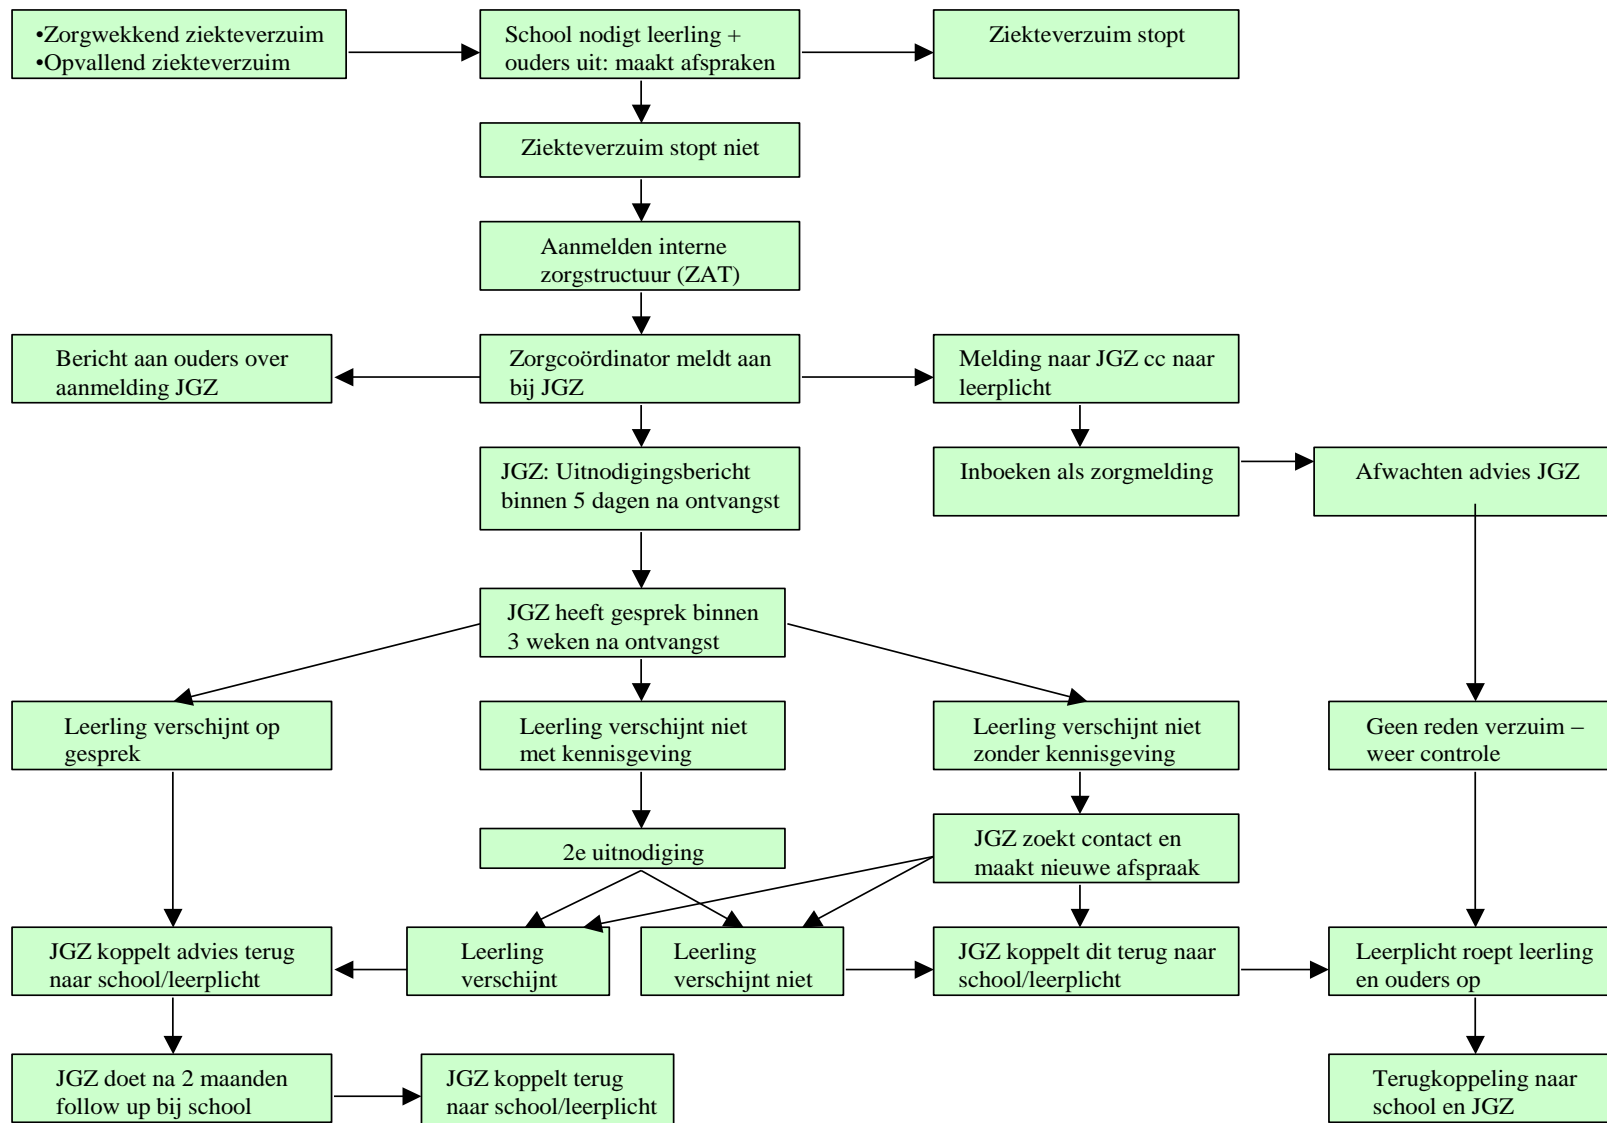 •Zorgwekkend ziekteverzuim
•Opvallend ziekteverzuim
School nodigt leerling +
ouders uit: maakt afspraken
Ziekteverzuim stopt
Ziekteverzuim stopt niet
Aanmelden interne
zorgstructuur (ZAT)
Bericht aan ouders over
aanmelding JGZ
Zorgcoördinator meldt aan
bij JGZ
Melding naar JGZ cc naar
leerplicht
JGZ: Uitnodigingsbericht
binnen 5 dagen na ontvangst
Inboeken als zorgmelding
Afwachten advies JGZ
JGZ heeft gesprek binnen
3 weken na ontvangst
Leerling verschijnt op
gesprek
Leerling verschijnt niet
met kennisgeving
Leerling verschijnt niet
zonder kennisgeving
Geen reden verzuim –
weer controle
2e uitnodiging
JGZ zoekt contact en
maakt nieuwe afspraak
JGZ koppelt advies terug
naar school/leerplicht
Leerling
verschijnt
Leerling
verschijnt niet
JGZ koppelt dit terug naar
school/leerplicht
Leerplicht roept leerling
en ouders op
JGZ doet na 2 maanden
follow up bij school
JGZ koppelt terug
naar school/leerplicht
Terugkoppeling naar
school en JGZ